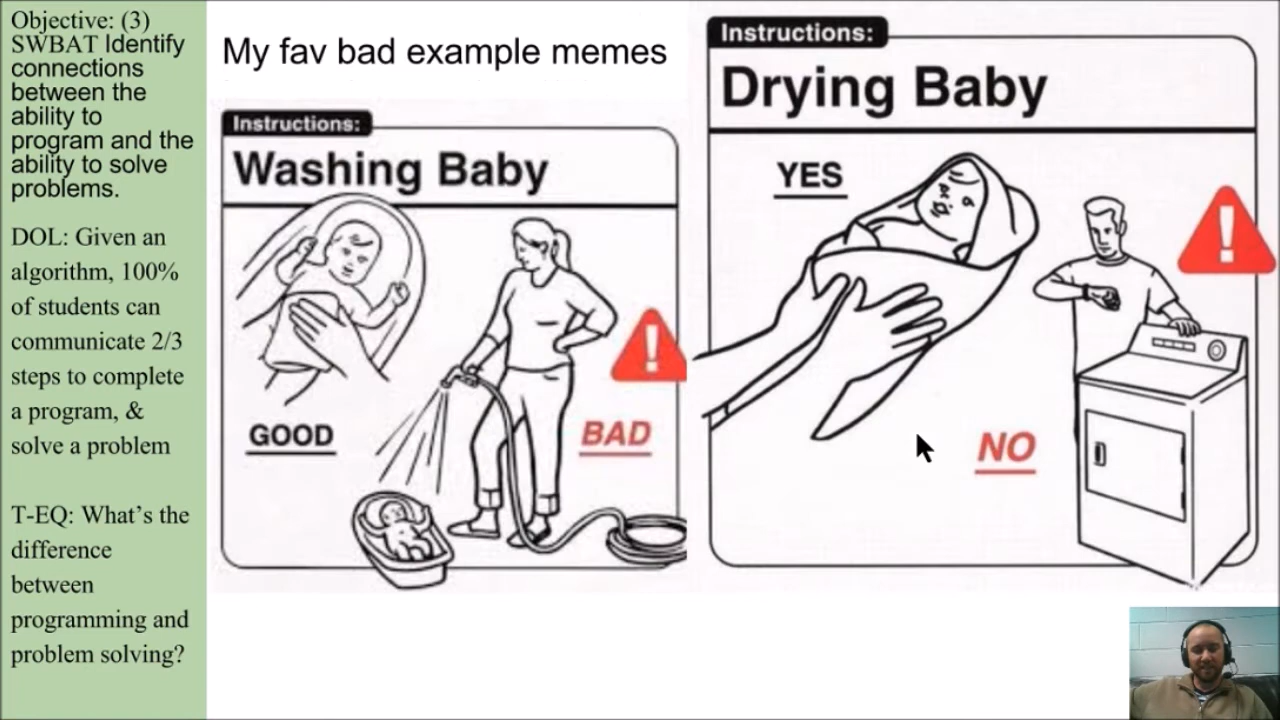 Objective: (3)
SWBAT Identify
connections
between the
ability to
program and the
ability to solve
problems.
DOL: Given an
algorithm, 100%
of students can
communicate 2/3
steps to complete
a program, &
solve a problem
T-EQ: What's the
difference
between
programming and
problem solving?
My fav bad example memes
Instructions:
Washing Baby
GOOD
BAD
Instructions:
Drying Baby
YES
NO